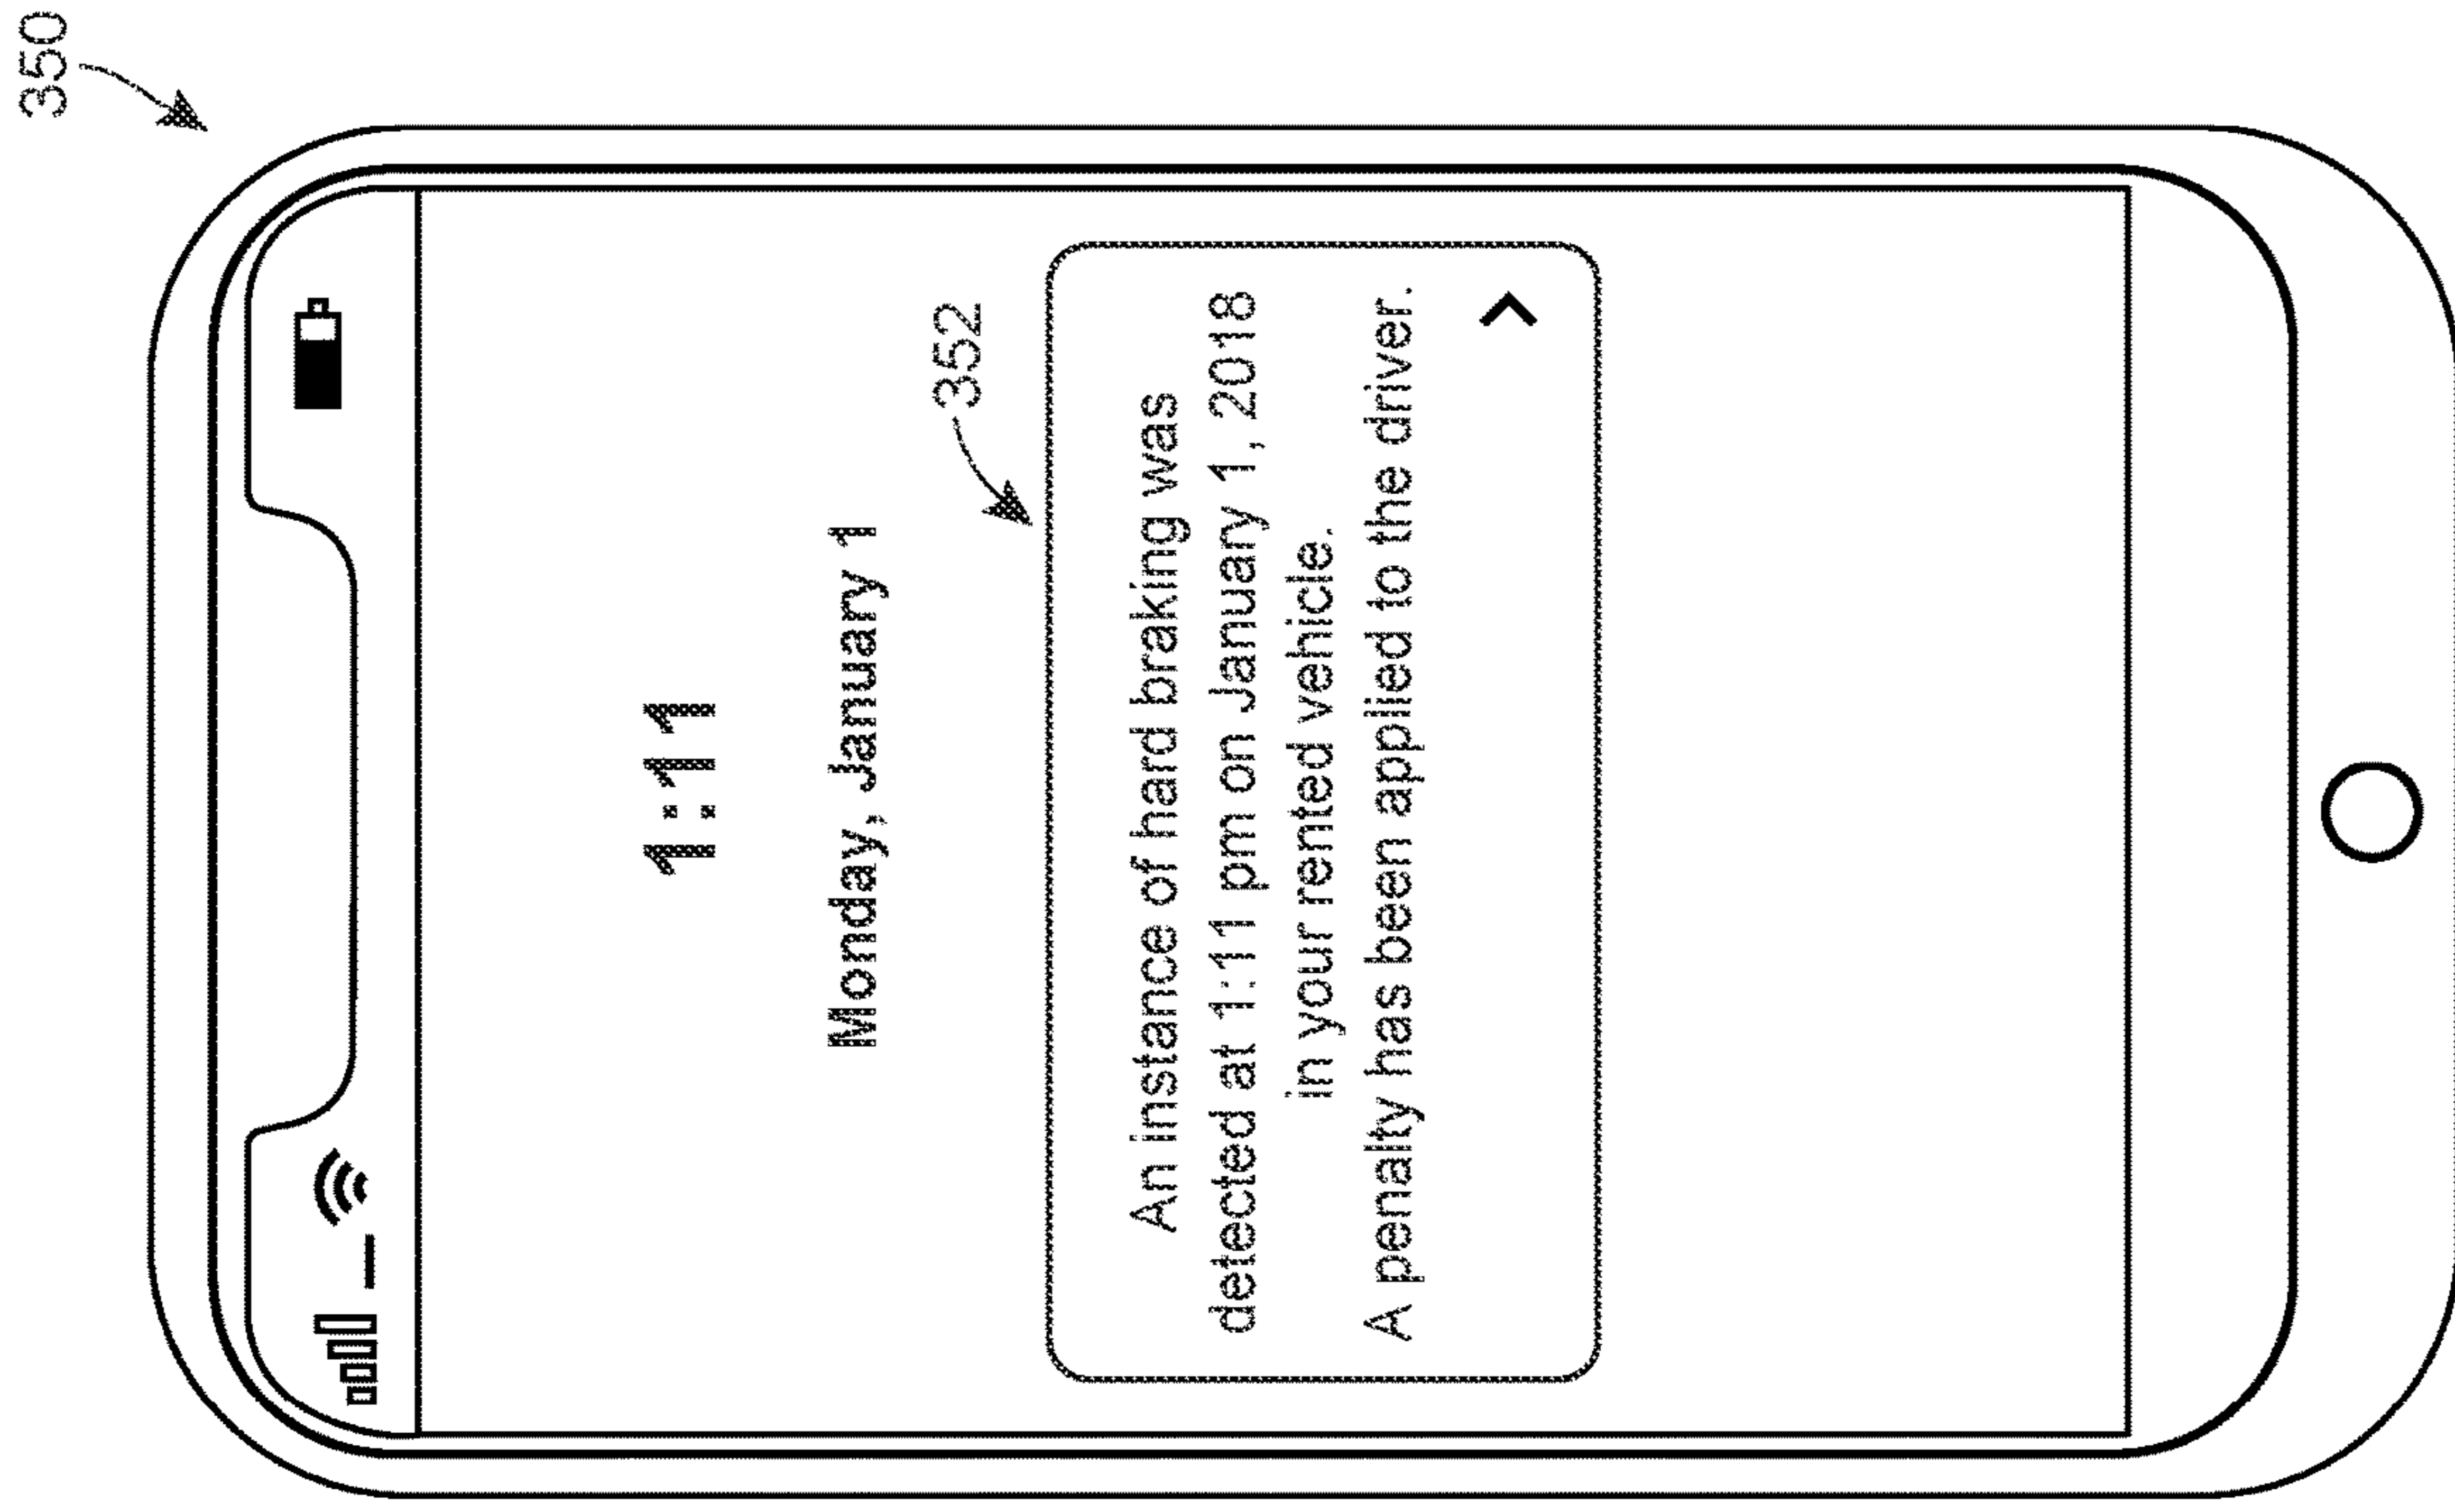 350
1:11
Monday, January 1
352
An instance of hard braking was
detected at 1:11 pm on January 1, 2018
in your rented vehicle.
A penalty has been applied to the driver.